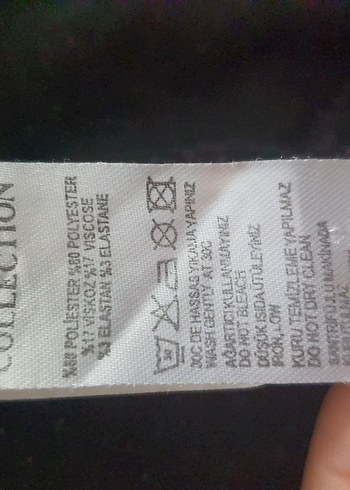 COLLECTION
%80 POLİESTER %80 POLYESTER
%17 VİSKOZ %17 VISCOSE
%3 ELASTAN %3 ELASTANE
30
30C DE HASSAS YIKAMA YAPINIZ
WASH GENTLY AT 30C
AĞARTICI KULLANMAYINIZ
DO NOT BLEACH
DÜŞÜK ISIDA ÜTÜLEYİNİZ
IRON LOW
KURU TEMİZLEME YAPILMAZ
DO NOT DRY CLEAN